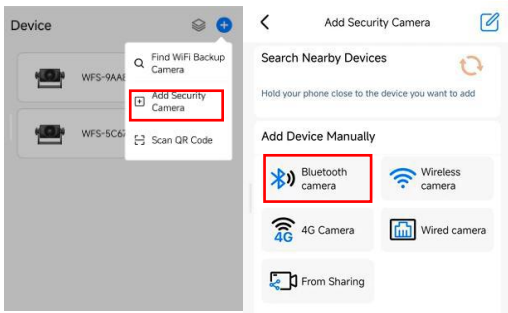 Device
Find WiFi Backup
Camera
WFS-9AAE
Add Security
Camera
WFS-5C67
Scan QR Code
Add Security Camera
Search Nearby Devices
Hold your phone close to the device you want to add
Add Device Manually
Bluetooth
camera
Wireless
camera
4G
4G Camera
Wired camera
From Sharing